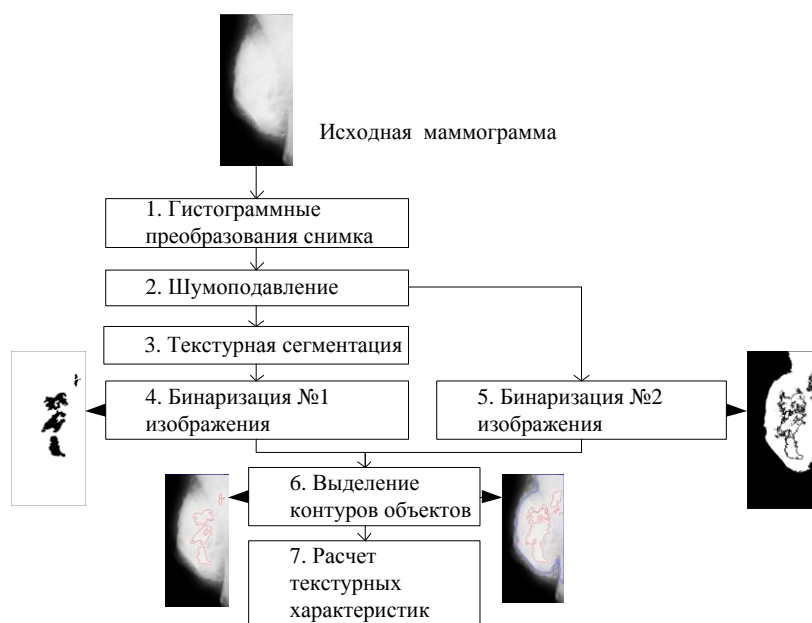 Исходная маммограмма
1. Гистограммные
преобразования снимка
2. Шумоподавление
3. Текстурная сегментация
4. Бинаризация №1
изображения
5. Бинаризация №2
изображения
6. Выделение
контуров объектов
7. Расчет
текстурных
характеристик